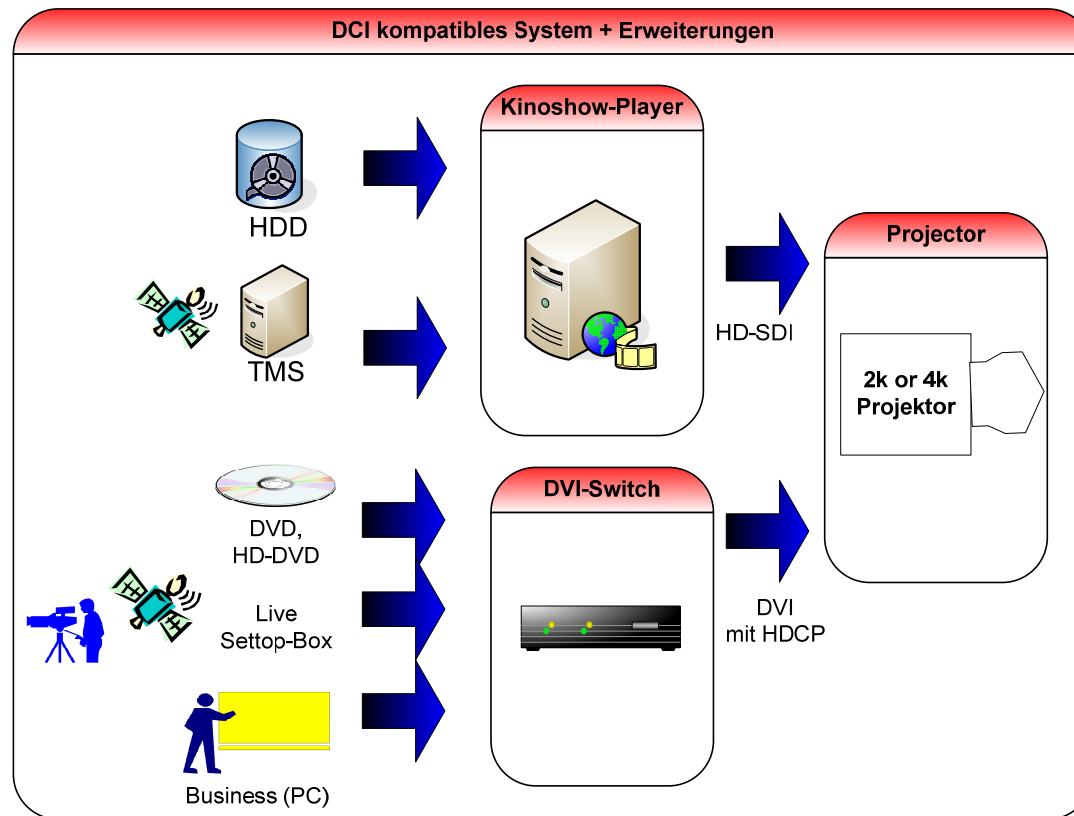 DCI kompatibles System + Erweiterungen
Kinoshow-Player
HDD
TMS
HD-SDI
Projector
2k or 4k
Projektor
DVI-Switch
DVD,
HD-DVD
Live
Settop-Box
Business (PC)
DVI
mit HDCP